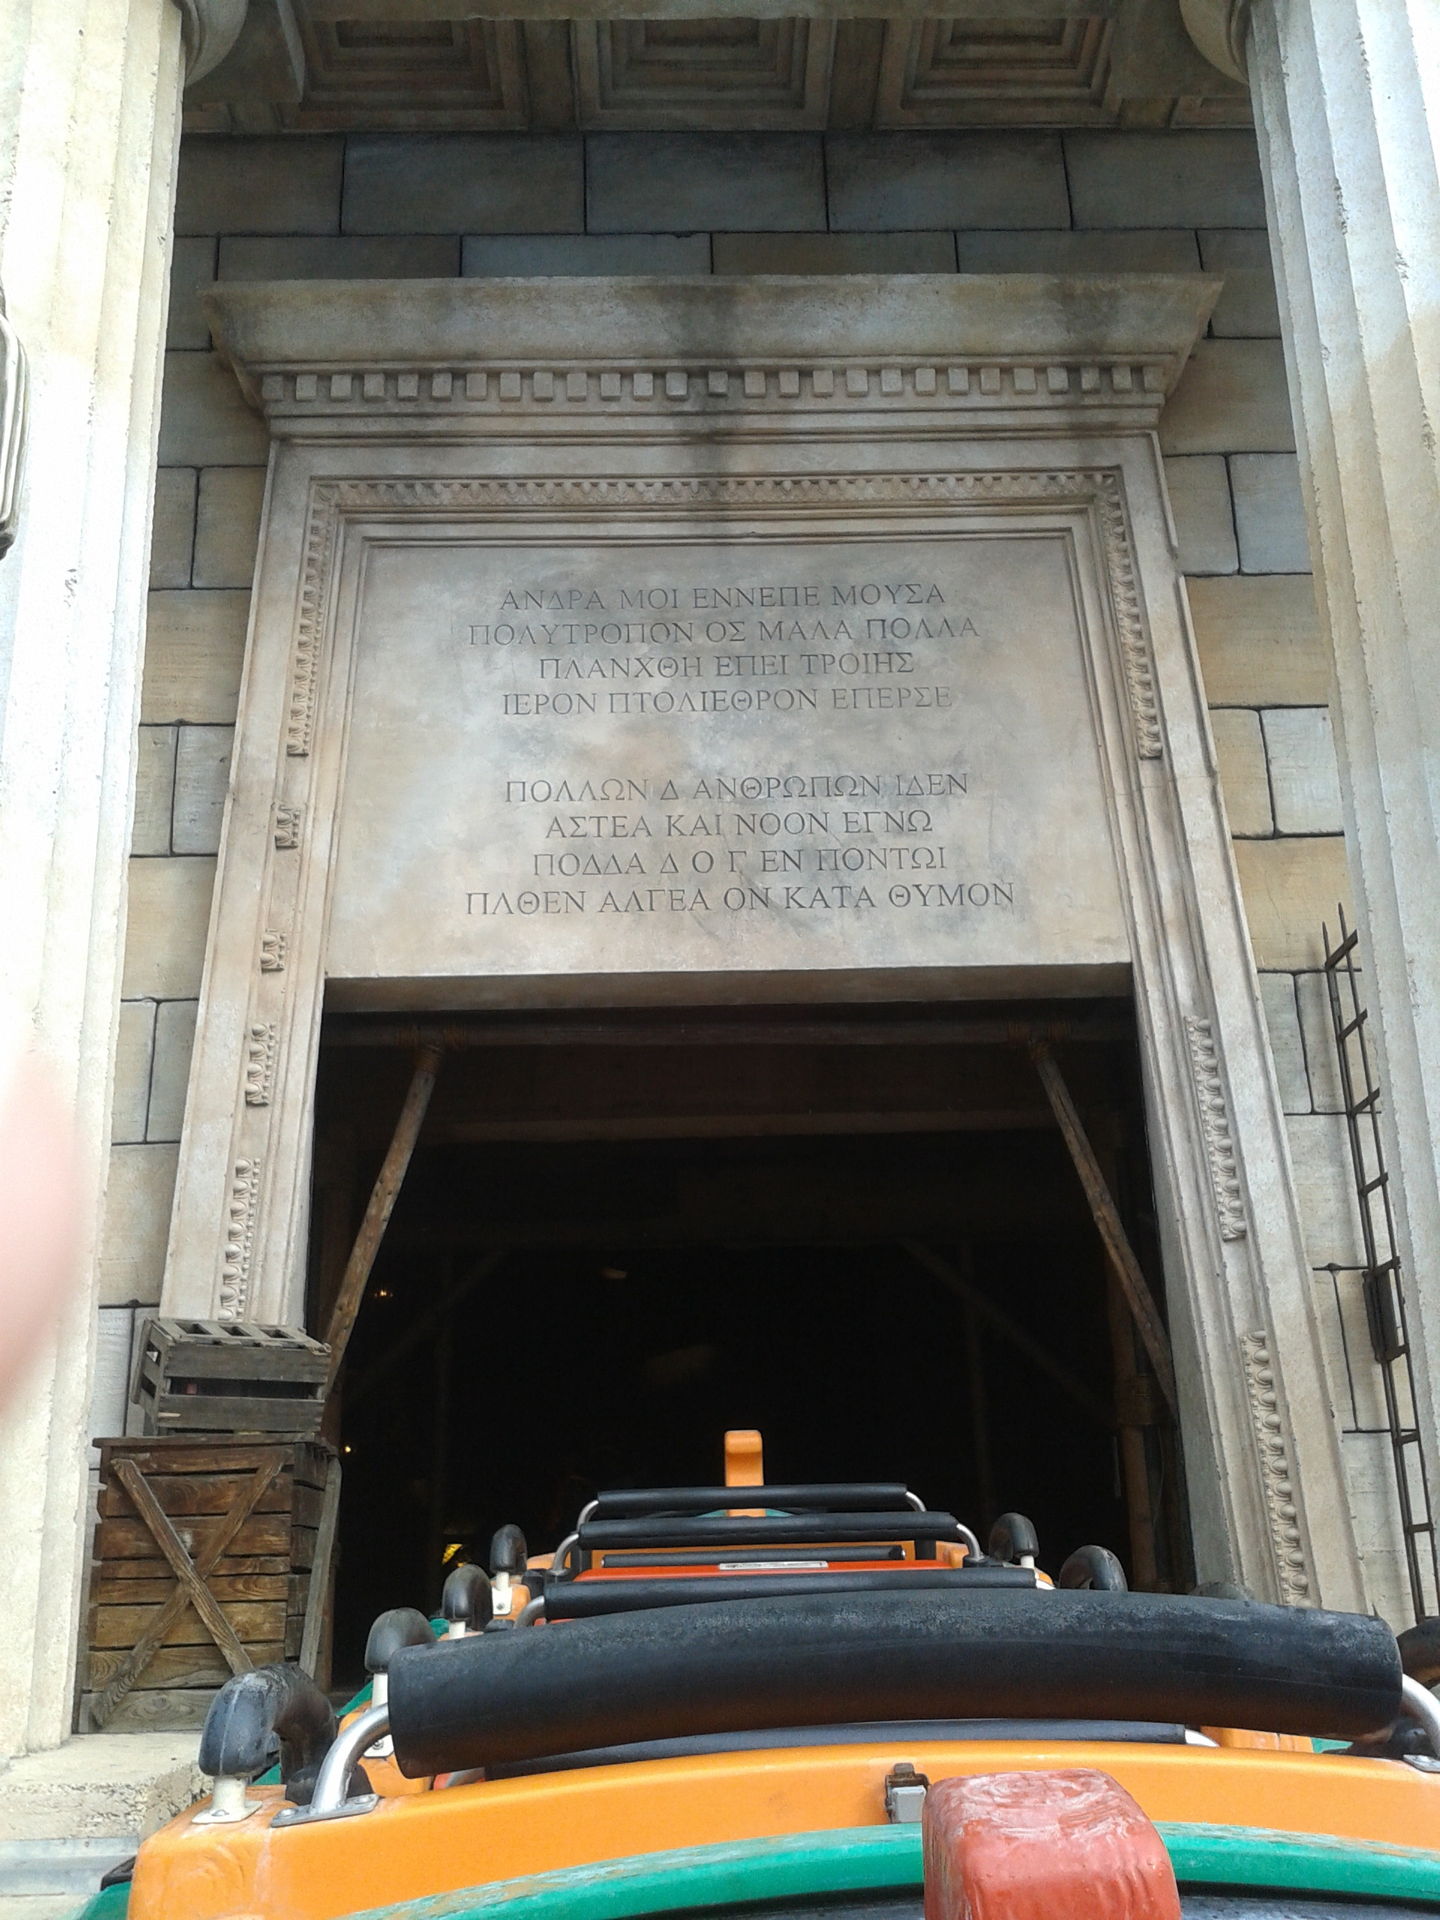 ΑΝΔΡΑ ΜΟΙ ΕΝΝΕΠΕ ΜΟΥΣΑ
ΠΟΛΥΤΡΟΠΟΝ ΟΣ ΜΑΛΑ ΠΟΛΛΑ
ΠΛΑΝΧΘΗ ΕΠΕΙ ΤΡΟΙΗΣ
ΙΕΡΟΝ ΠΤΟΛΙΕΘΡΟΝ ΕΠΕΡΣΕ
ΠΟΛΛΩΝ Δ ΑΝΘΡΩΠΩΝ ΙΔΕΝ
ΑΣΤΕΑ ΚΑΙ ΝΟΟΝ ΕΓΝΩ
ΠΟΔΔΑ Δ Ο Γ ΕΝ ΠΟΝΤΩΙ
ΠΛΘΕΝ ΑΛΓΕΑ ΟΝ ΚΑΤΑ ΘΥΜΟΝ